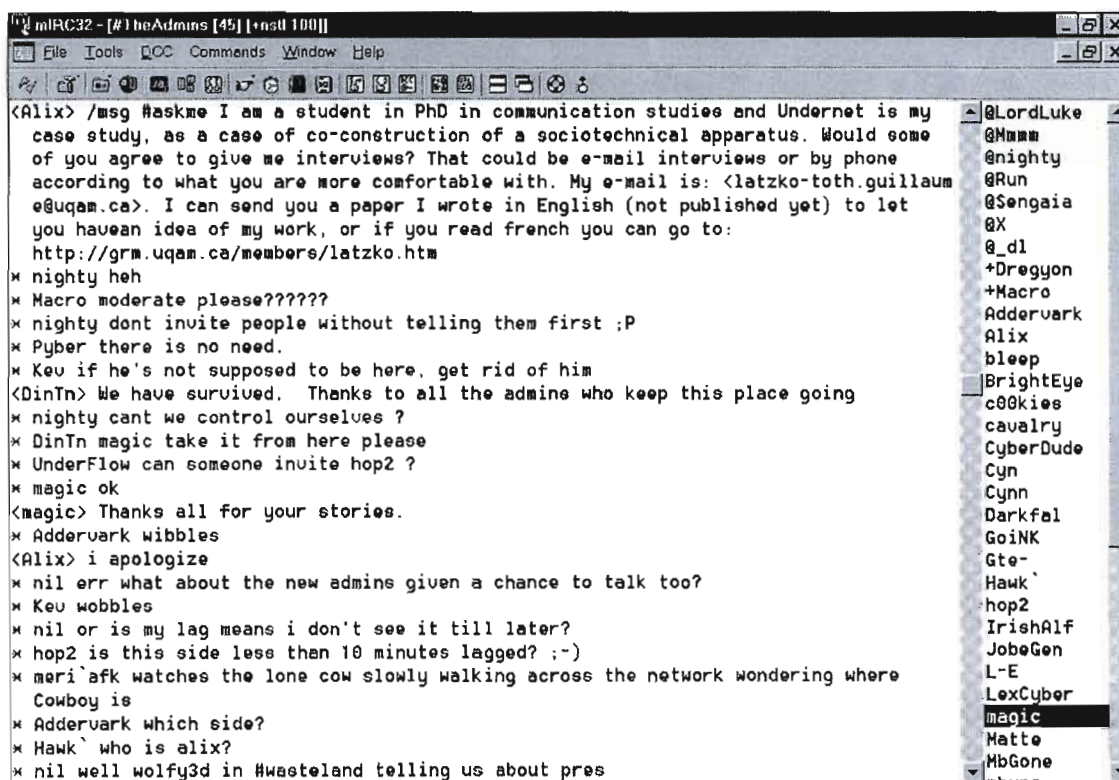 mIRC32 - [#TheAdmins [45] [+nstl 100]]
File Tools DCC Commands Window Help
<Alix> /msg #askme I am a student in PhD in communication studies and Undernet is my
case study, as a case of co-construction of a sociotechnical apparatus. Would some
of you agree to give me interviews? That could be e-mail interviews or by phone
according to what you are more comfortable with. My e-mail is: <latzko-toth.guillaum
e@uqam.ca>. I can send you a paper I wrote in English (not published yet) to let
you havean idea of my work, or if you read french you can go to:
http://grm.uqam.ca/members/latzko.htm
* nighty heh
* Macro moderate please??????
* nighty dont invite people without telling them first ;P
* Pyber there is no need.
* Kev if he's not supposed to be here, get rid of him
<DinTn> We have survived. Thanks to all the admins who keep this place going
* nighty cant we control ourselves ?
* DinTn magic take it from here please
* UnderFlow can someone invite hop2 ?
* magic ok
<magic> Thanks all for your stories.
* Addervark wibbles
<Alix> i apologize
* nil err what about the new admins given a chance to talk too?
* Kev wobbles
* nil or is my lag means i don't see it till later?
* hop2 is this side less than 10 minutes lagged? ;-)
* meri`afk watches the lone cow slowly walking across the network wondering where
Cowboy is
* Addervark which side?
* Hawk` who is alix?
* nil well wolfy3d in #wasteland telling us about pres
@LordLuke
@Mmmm
@nighty
@Run
@Sengaia
@X
@_dl
+Dregyon
+Macro
Addervark
Alix
bleep
BrightEye
c00kies
cavalry
CyberDude
Cyn
Cynn
Darkfal
GoiNK
Gte-
Hawk`
hop2
IrishAlf
JobeGen
L-E
LexCyber
magic
Matte
MbGone